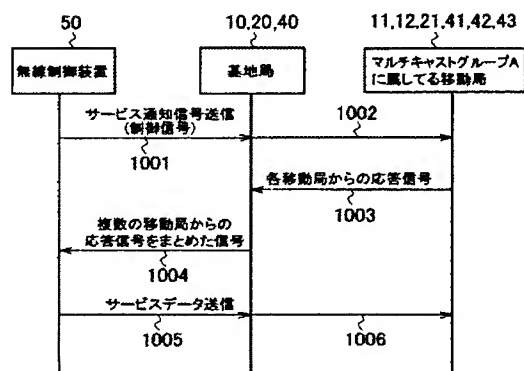 50
10,20,40
11,12,21,41,42,43
無線制御装置
基地局
マルチキャストグループA
に属してる移動局
サービス通知信号送信
(制御信号)
1001
1002
各移動局からの応答信号
1003
複数の移動局からの
応答信号をまとめた信号
1004
サービスデータ送信
1005
1006